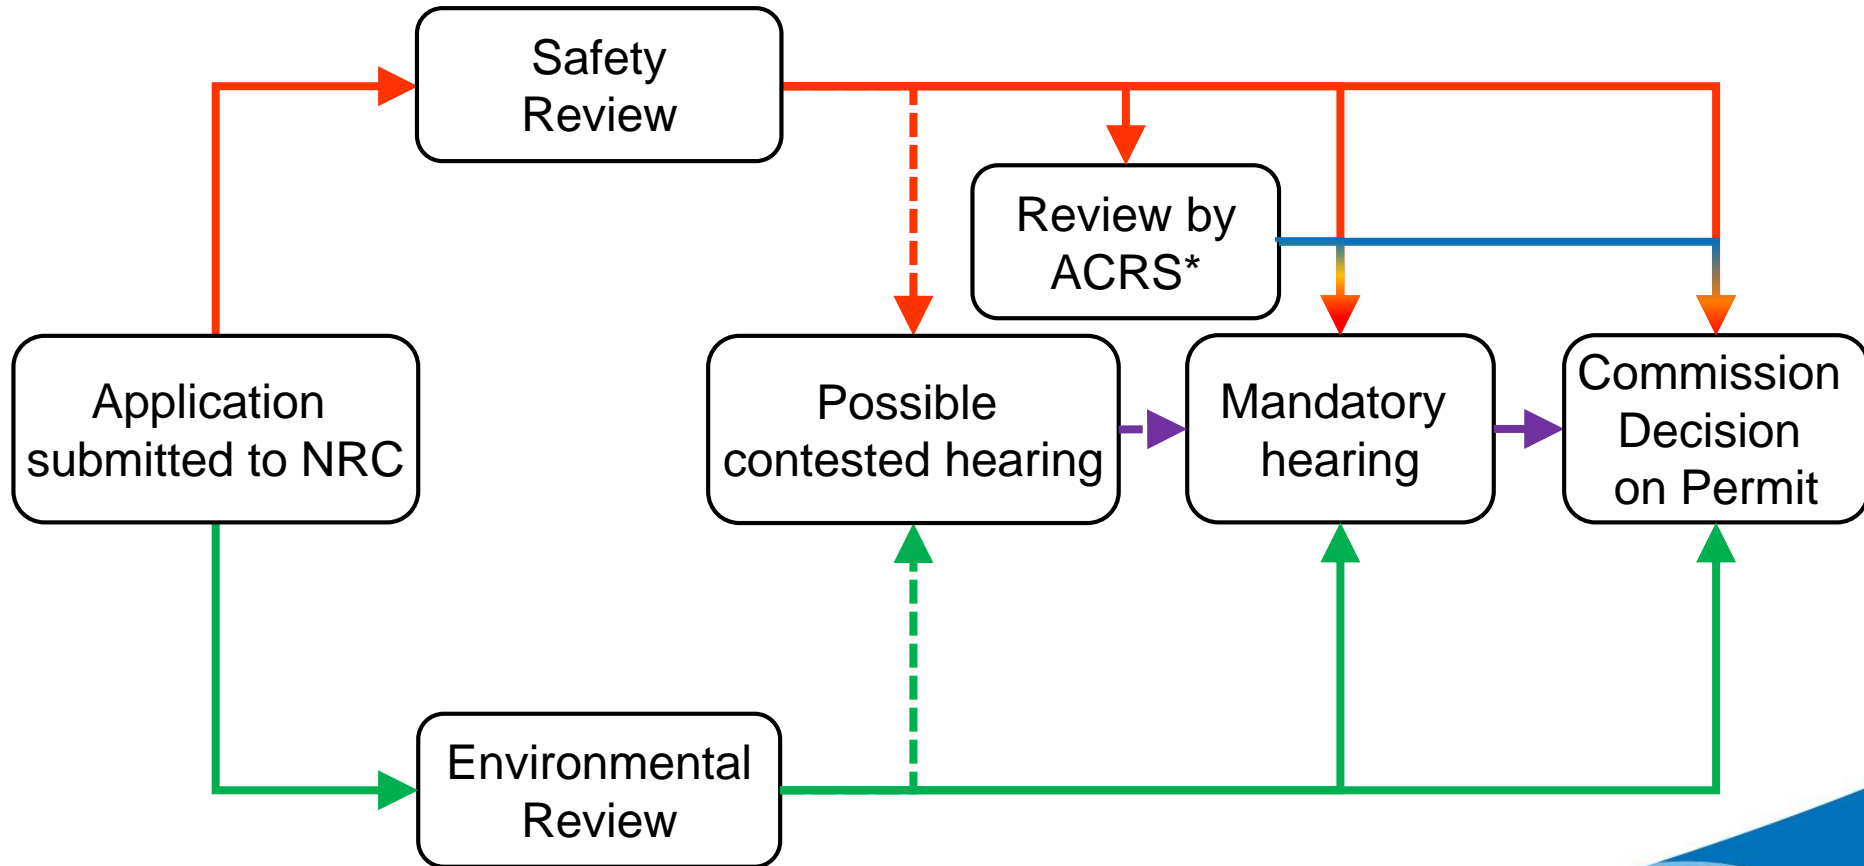 Safety
Review
Review by
ACRS*
Application
submitted to NRC
Possible
contested hearing
Mandatory
hearing
Commission
Decision
on Permit
Environmental
Review